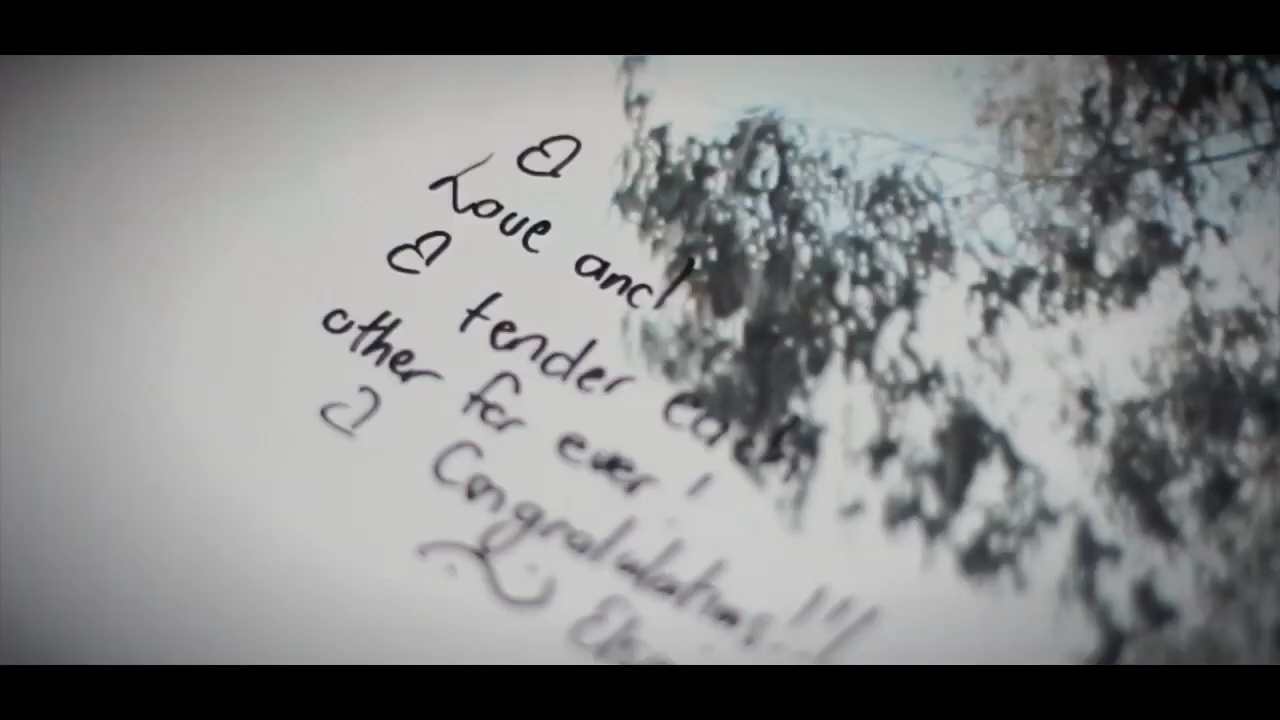 Love and
tender each
other for ever!
Congratulations!!!